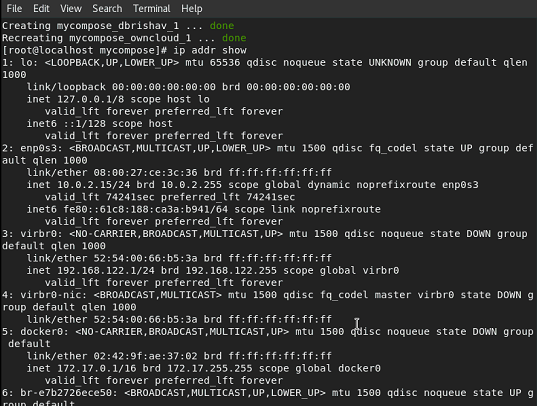 File Edit View Search Terminal Help
Creating mycompose_dbrishav_1 ... done
Recreating mycompose_owncloud_1 ... done
[root@localhost mycompose]# ip addr show
1: lo: <LOOPBACK,UP,LOWER_UP> mtu 65536 qdisc noqueue state UNKNOWN group default qlen
1000
link/loopback 00:00:00:00:00:00 brd 00:00:00:00:00:00
inet 127.0.0.1/8 scope host lo
valid_lft forever preferred_lft forever
inet6 ::1/128 scope host
valid_lft forever preferred_lft forever
2: enp0s3: <BROADCAST,MULTICAST,UP,LOWER_UP> mtu 1500 qdisc fq_codel state UP group def
ault qlen 1000
link/ether 08:00:27:ce:3c:36 brd ff:ff:ff:ff:ff:ff
inet 10.0.2.15/24 brd 10.0.2.255 scope global dynamic noprefixroute enp0s3
valid_lft 74241sec preferred_lft 74241sec
inet6 fe80::61c8:188:ca3a:b941/64 scope link noprefixroute
valid_lft forever preferred_lft forever
3: virbr0: <NO-CARRIER,BROADCAST,MULTICAST,UP> mtu 1500 qdisc noqueue state DOWN group
default qlen 1000
link/ether 52:54:00:66:b5:3a brd ff:ff:ff:ff:ff:ff
inet 192.168.122.1/24 brd 192.168.122.255 scope global virbr0
valid_lft forever preferred_lft forever
4: virbr0-nic: <BROADCAST,MULTICAST> mtu 1500 qdisc fq_codel master virbr0 state DOWN g
roup default qlen 1000
link/ether 52:54:00:66:b5:3a brd ff:ff:ff:ff:ff:ff
5: docker0: <NO-CARRIER,BROADCAST,MULTICAST,UP> mtu 1500 qdisc noqueue state DOWN group
default
link/ether 02:42:9f:ae:37:02 brd ff:ff:ff:ff:ff:ff
inet 172.17.0.1/16 brd 172.17.255.255 scope global docker0
valid_lft forever preferred_lft forever
6: br-e7b2726ece50: <BROADCAST,MULTICAST,UP,LOWER_UP> mtu 1500 qdisc noqueue state UP g
roup default